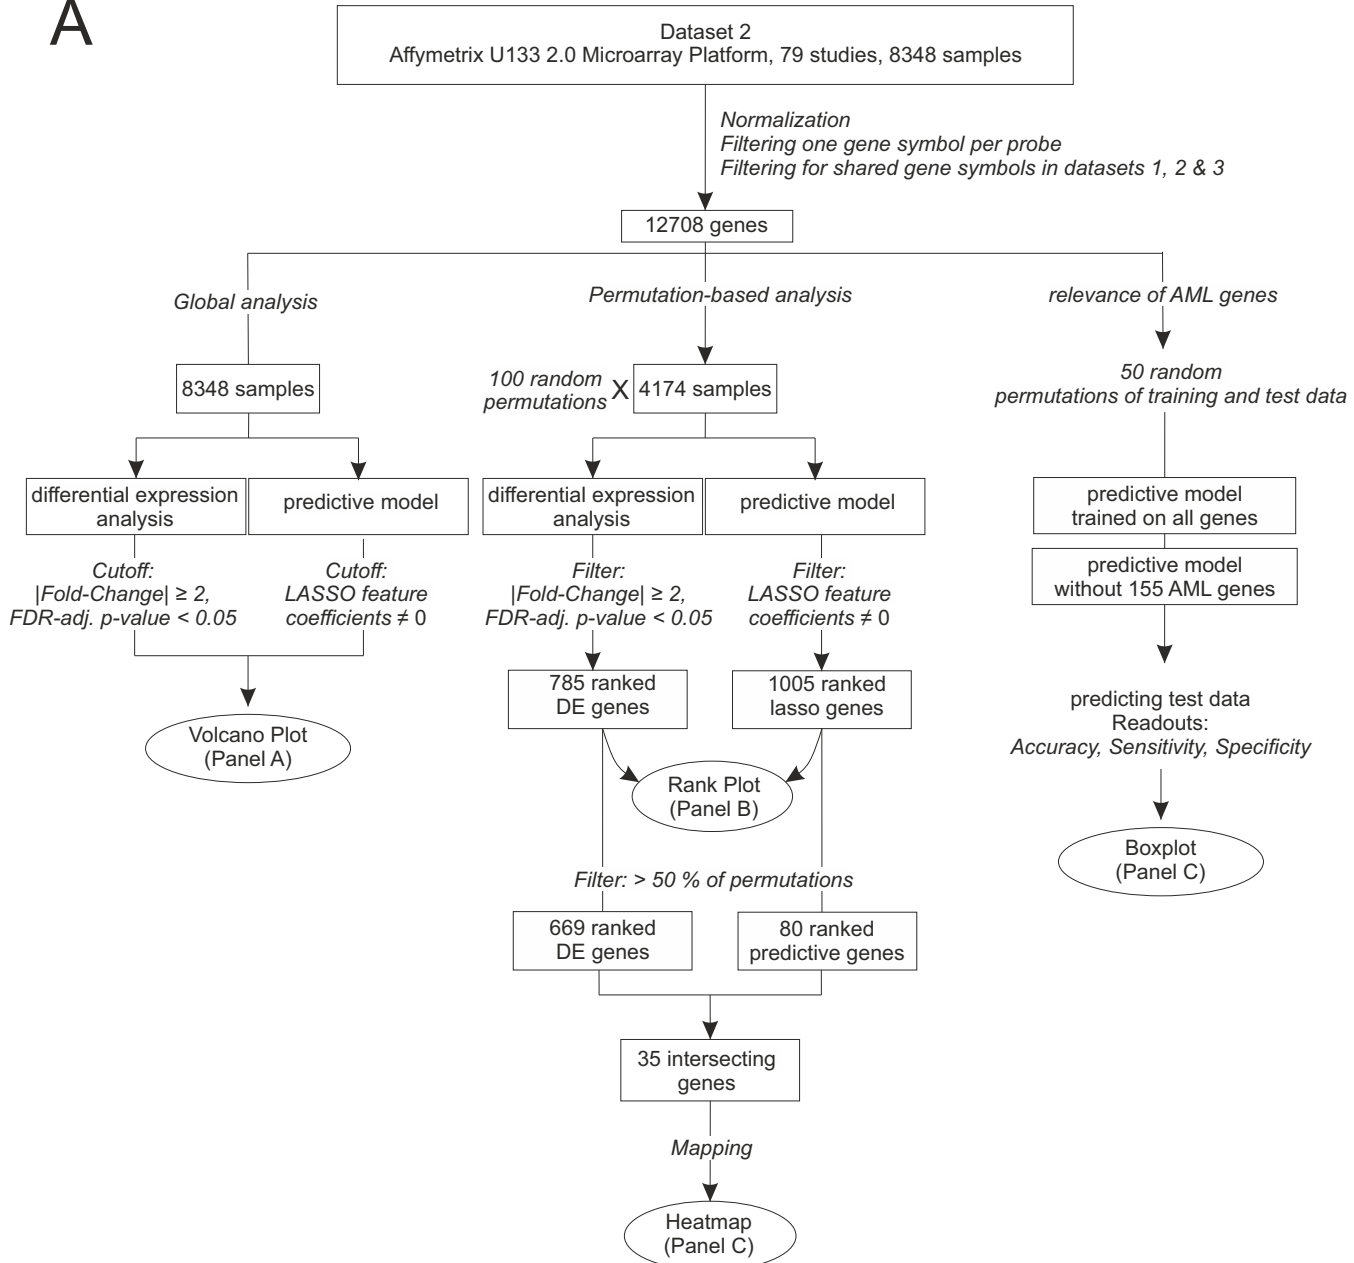 A
Dataset 2
Affymetrix U133 2.0 Microarray Platform, 79 studies, 8348 samples
Normalization
Filtering one gene symbol per probe
Filtering for shared gene symbols in datasets 1, 2 & 3
12708 genes
Global analysis
Permutation-based analysis
relevance of AML genes
8348 samples
100 random
permutations
X
4174 samples
50 random
permutations of training and test data
differential expression
analysis
predictive model
differential expression
analysis
predictive model
predictive model
trained on all genes
predictive model
without 155 AML genes
Cutoff:
|Fold-Change| ≥ 2,
FDR-adj. p-value < 0.05
Cutoff:
LASSO feature
coefficients ≠ 0
Filter:
|Fold-Change| ≥ 2,
FDR-adj. p-value < 0.05
Filter:
LASSO feature
coefficients ≠ 0
785 ranked
DE genes
1005 ranked
lasso genes
predicting test data
Readouts:
Accuracy, Sensitivity, Specificity
Volcano Plot
(Panel A)
Rank Plot
(Panel B)
Boxplot
(Panel C)
Filter: > 50 % of permutations
669 ranked
DE genes
80 ranked
predictive genes
35 intersecting
genes
Mapping
Heatmap
(Panel C)